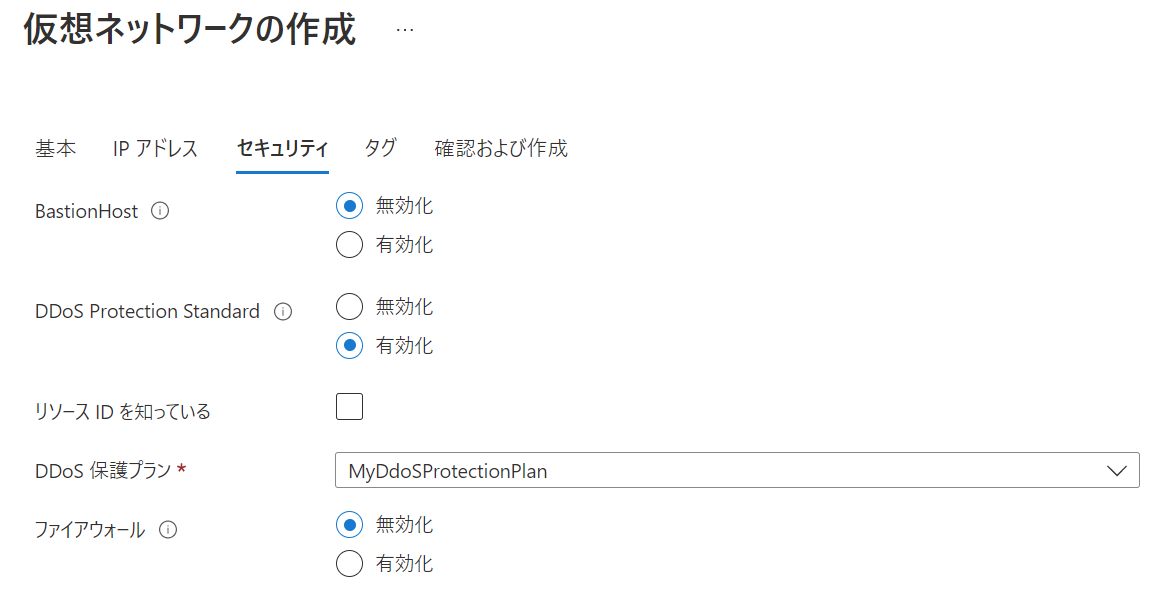 仮想ネットワークの作成 …
基本 IP アドレス セキュリティ タグ 確認および作成
BastionHost 無効化
有効化
DDoS Protection Standard 無効化
有効化
リソース ID を知っている
DDoS 保護プラン * MyDdoSProtectionPlan
ファイアウォール 無効化
有効化